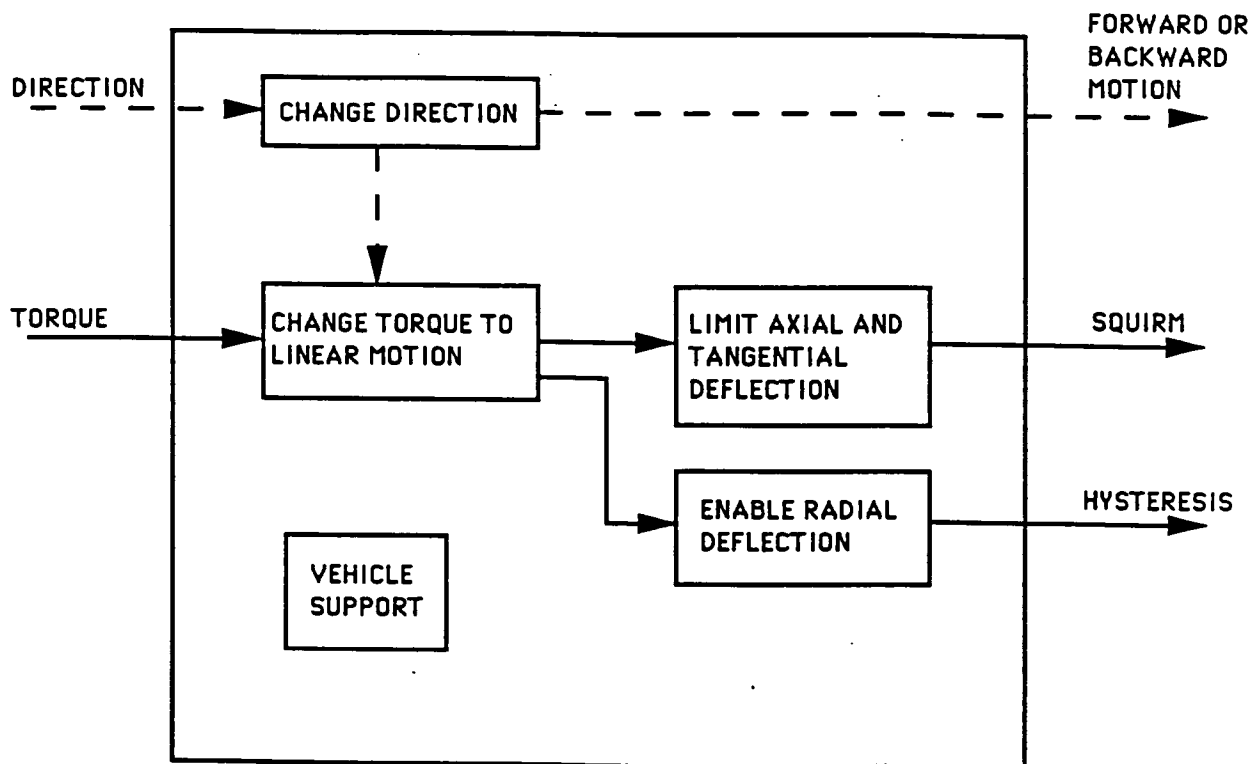 FORWARD OR
BACKWARD
MOTION
DIRECTION
CHANGE DIRECTION
TORQUE
CHANGE TORQUE TO
LINEAR MOTION
LIMIT AXIAL AND
TANGENTIAL
DEFLECTION
SQUIRM
ENABLE RADIAL
DEFLECTION
HYSTERESIS
VEHICLE
SUPPORT